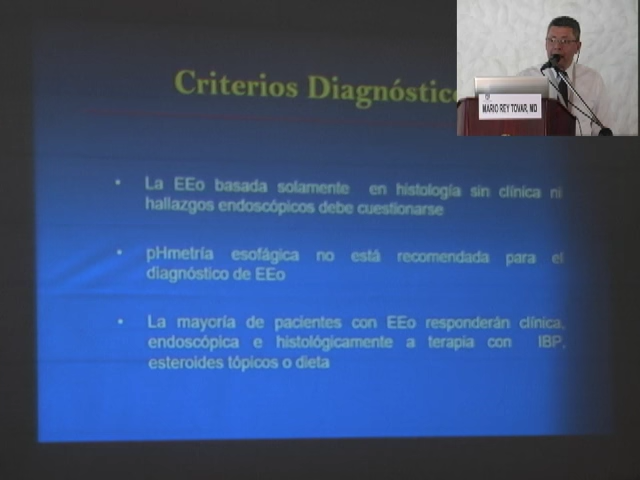 Criterios Diagnóstico
MARIO REY TOVAR, MD
• La EEo basada solamente en histología sin clínica ni
hallazgos endoscópicos debe cuestionarse
• pHmetría esofágica no está recomendada para el
diagnóstico de EEo
• La mayoría de pacientes con EEo responderán clínica,
endoscópica e histológicamente a terapia con IBP,
esteroides tópicos o dieta